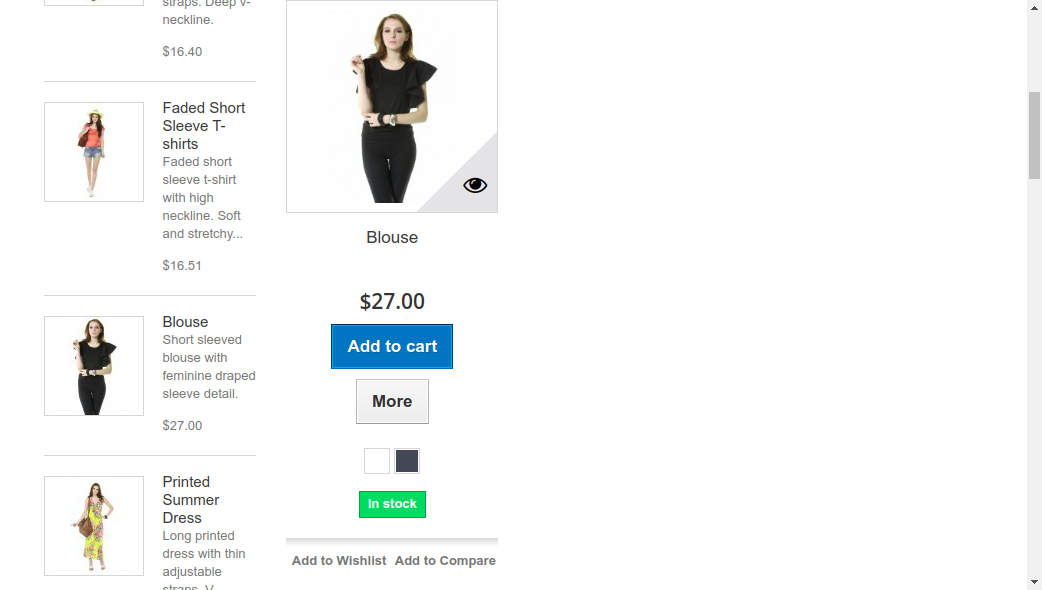 straps. Deep v-
neckline.
$16.40
Faded Short
Sleeve T-
shirts
Faded short
sleeve t-shirt
with high
neckline. Soft
and stretchy...
$16.51
Blouse
Short sleeved
blouse with
feminine draped
sleeve detail.
$27.00
Printed
Summer
Dress
Long printed
dress with thin
adjustable
straps. V-
Blouse
$27.00
Add to cart
More
In stock
Add to Wishlist Add to Compare